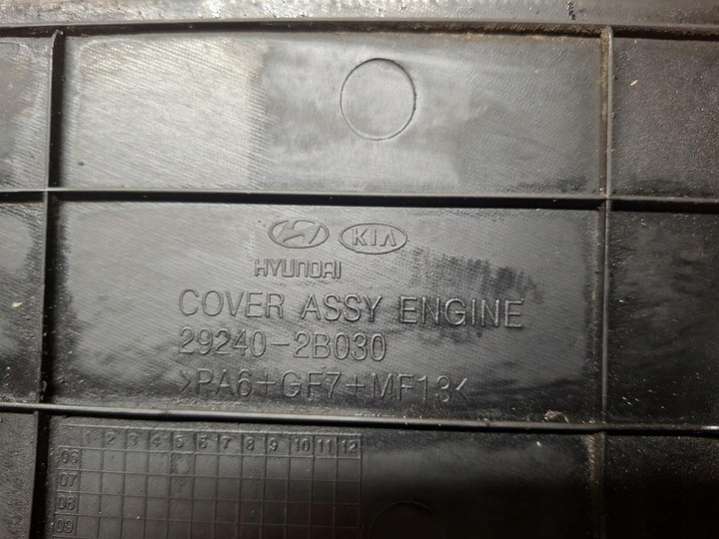 KIA
HYUNDAI
COVER ASSY ENGINE
29240-2B030
>PA6+GF7+MF13<
1 2 3 4 5 6 7 8 9 10 11 12
06
07
08
09